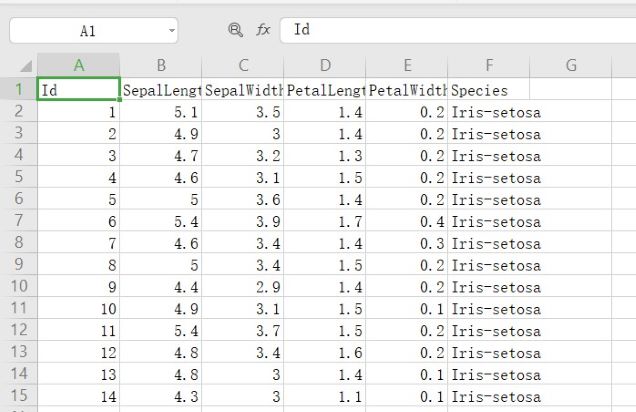 A1 fx Id
A B C D E F G
1 Id SepalLengt SepalWidth PetalLengt PetalWidth Species
2 1 5.1 3.5 1.4 0.2 Iris-setosa
3 2 4.9 3 1.4 0.2 Iris-setosa
4 3 4.7 3.2 1.3 0.2 Iris-setosa
5 4 4.6 3.1 1.5 0.2 Iris-setosa
6 5 5 3.6 1.4 0.2 Iris-setosa
7 6 5.4 3.9 1.7 0.4 Iris-setosa
8 7 4.6 3.4 1.4 0.3 Iris-setosa
9 8 5 3.4 1.5 0.2 Iris-setosa
10 9 4.4 2.9 1.4 0.2 Iris-setosa
11 10 4.9 3.1 1.5 0.1 Iris-setosa
12 11 5.4 3.7 1.5 0.2 Iris-setosa
13 12 4.8 3.4 1.6 0.2 Iris-setosa
14 13 4.8 3 1.4 0.1 Iris-setosa
15 14 4.3 3 1.1 0.1 Iris-setosa